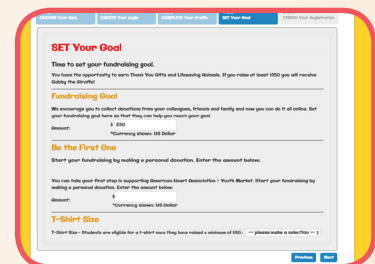 CHOOSE Your Role CREATE Your Login COMPLETE Your Profile SET Your Goal FINISH Your Registration
SET Your Goal
Time to set your fundraising goal.
You have the opportunity to earn Thank You Gifts and Lifesaving Animals. If you raise at least $150 you will receive
Gabby the Giraffe!
Fundraising Goal
We encourage you to collect donations from your colleagues, friends and family and now you can do it all online. Set
your fundraising goal here so that they can help you reach your goal.
Amount: $ 250
*Currency shown: US Dollar
Be the First One
Start your fundraising by making a personal donation. Enter the amount below:
You can take your first step in supporting American Heart Association - Youth Market. Start your fundraising by
making a personal donation. Enter the amount below:
Amount: $
*Currency shown: US Dollar
T-Shirt Size
T-Shirt Size - Students are eligible for a t-shirt once they have raised a minimum of $50: -- please make a selection --
Previous Next